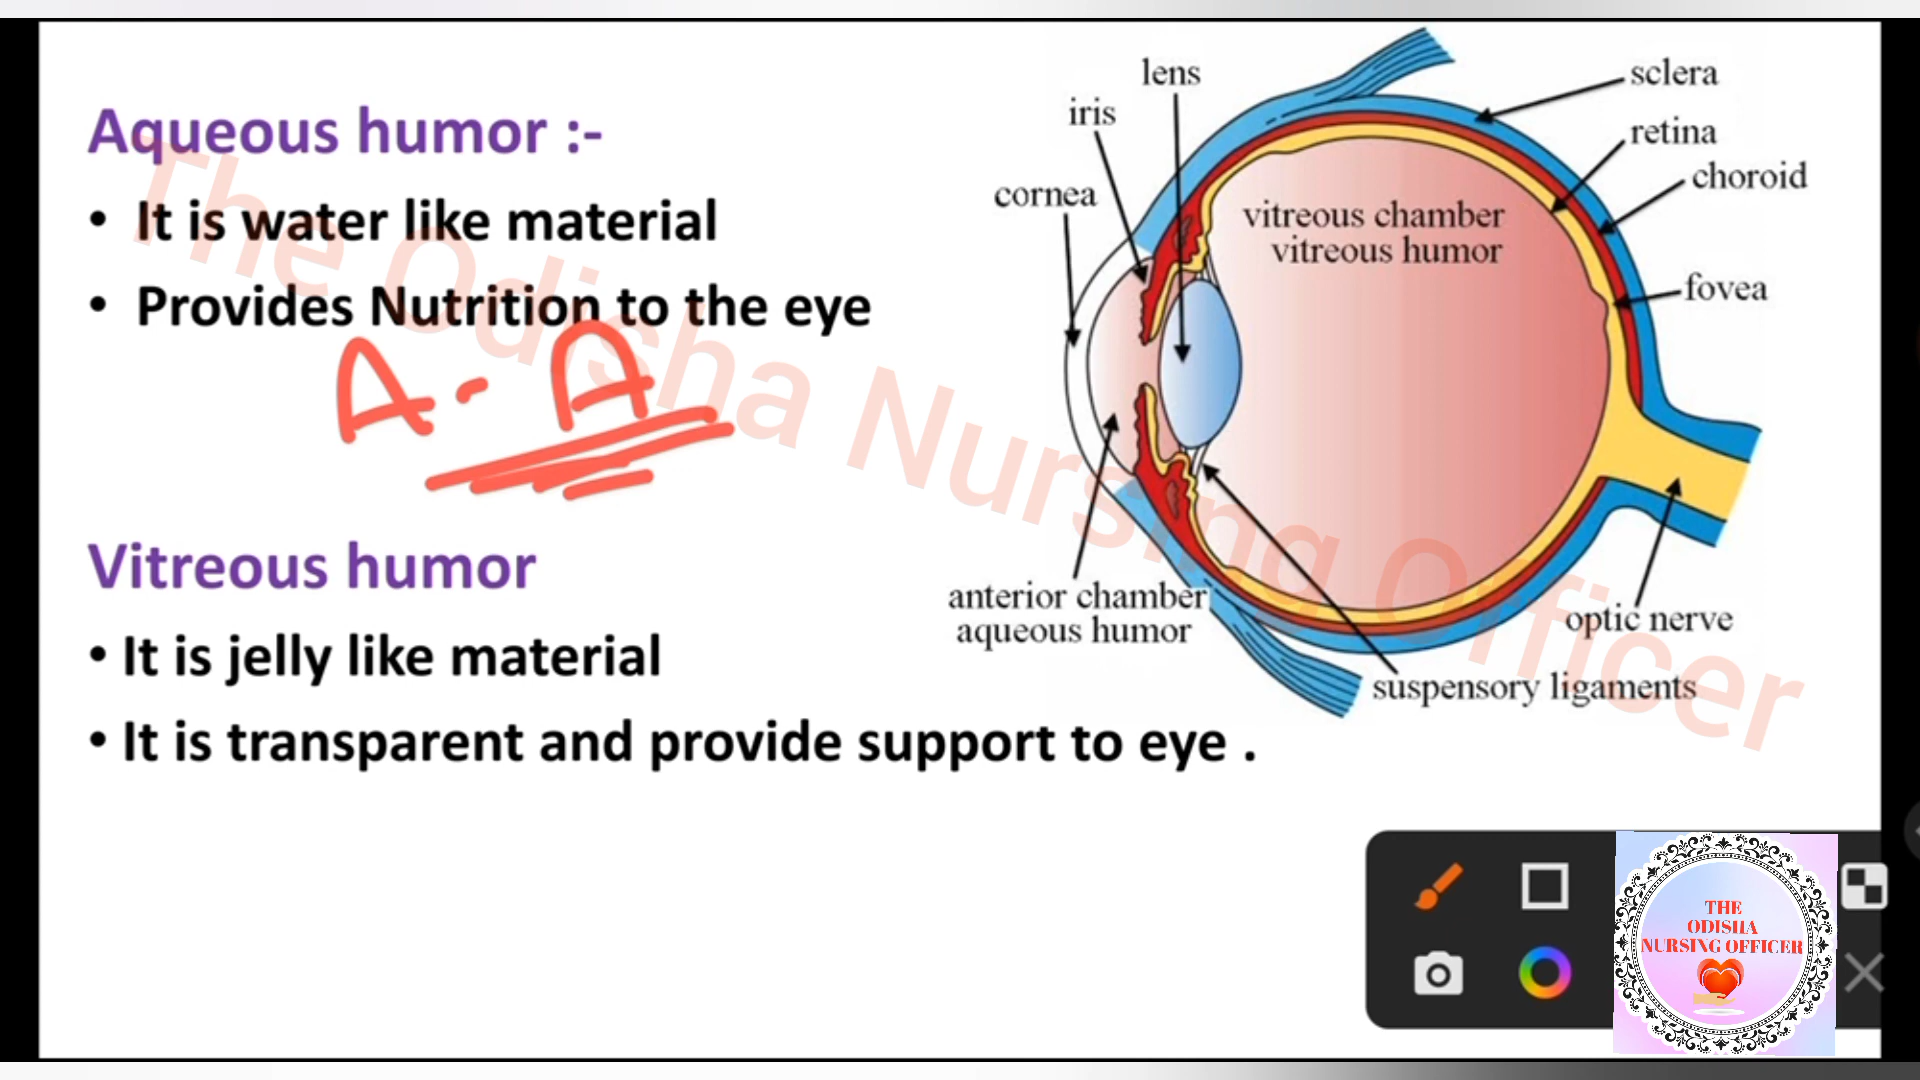 Aqueous humor :-
• It is water like material
• Provides Nutrition to the eye
A - A
Vitreous humor
• It is jelly like material
• It is transparent and provide support to eye .
lens
iris
cornea
sclera
retina
choroid
vitreous chamber
vitreous humor
fovea
anterior chamber
aqueous humor
optic nerve
suspensory ligaments
The Odisha Nursing Officer
THE
ODISHA
NURSING OFFICER